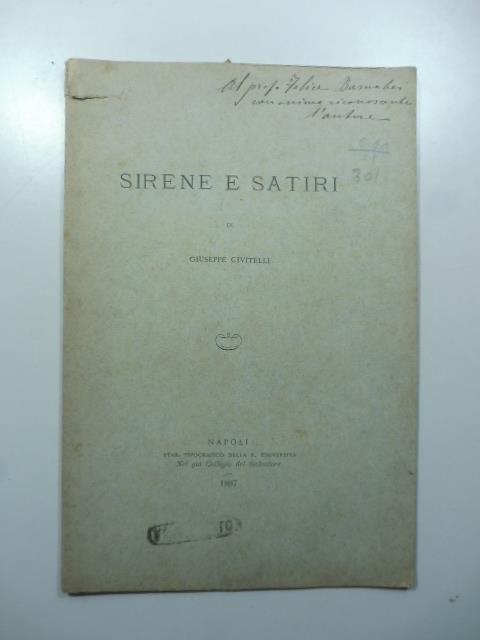 Al prof. Felice Barnabei
con animo riconoscente
l'autore
301
SIRENE E SATIRI
DI
GIUSEPPE CIVITELLI
NAPOLI
STAB. TIPOGRAFICO DELLA R. UNIVERSITÀ
Nel già Collegio del Salvatore
1897